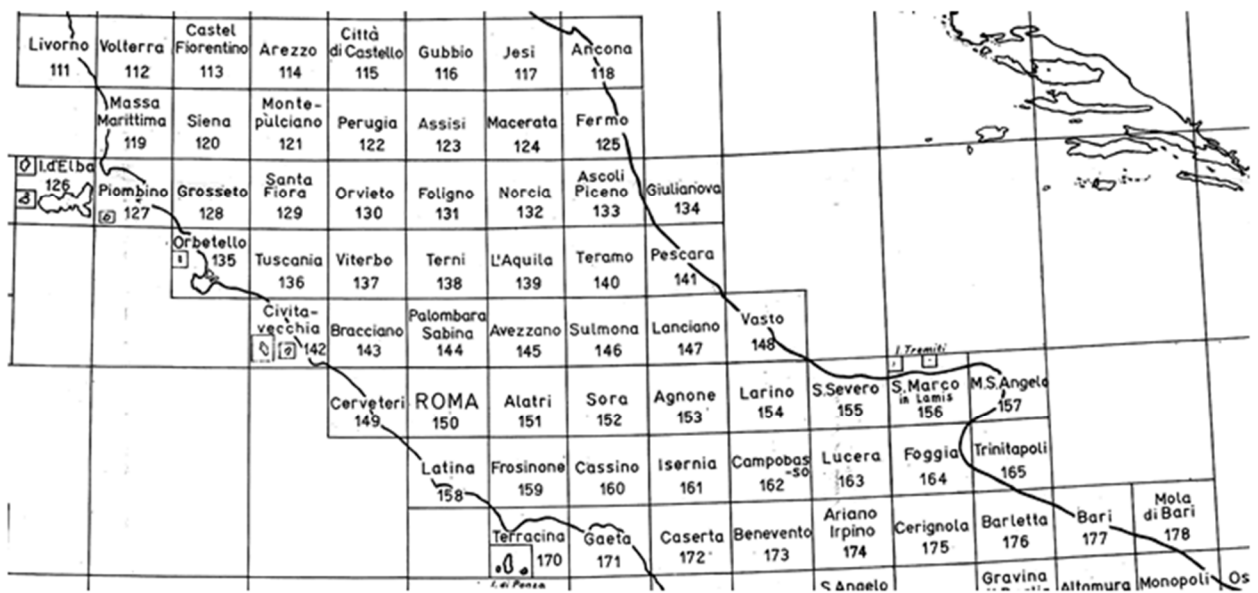 Livorno
111
Volterra
112
Castel
Fiorentino
113
Arezzo
114
Città
di Castello
115
Gubbio
116
Jesi
117
Ancona
118
Massa
Marittima
119
Siena
120
Monte-
pulciano
121
Perugia
122
Assisi
123
Macerata
124
Fermo
125
I.d'Elba
126
Piombino
127
Grosseto
128
Santa
Fiora
129
Orvieto
130
Foligno
131
Norcia
132
Ascoli
Piceno
133
Giulianova
134
Orbetello
135
Tuscania
136
Viterbo
137
Terni
138
L'Aquila
139
Teramo
140
Pescara
141
Civita-
vecchia
142
Bracciano
143
Palombara
Sabina
144
Avezzano
145
Sulmona
146
Lanciano
147
Vasto
148
I. Tremiti
Cerveteri
149
ROMA
150
Alatri
151
Sora
152
Agnone
153
Larino
154
S.Severo
155
S.Marco
in Lamis
156
M.S.Angelo
157
Latina
158
Frosinone
159
Cassino
160
Isernia
161
Campobas
-so
162
Lucera
163
Foggia
164
Trinitapoli
165
Terracina
170
I. di Ponza
Gaeta
171
Caserta
172
Benevento
173
Ariano
Irpino
174
Cerignola
175
Barletta
176
Bari
177
Mola
di Bari
178
S.Angelo
Gravina
Altamura
Monopoli
Os